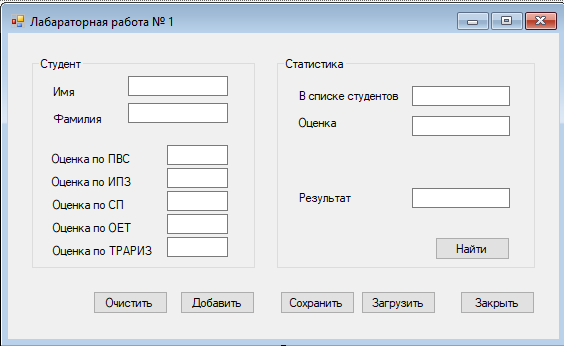 Лабараторная работа № 1
Студент
Имя
Фамилия
Оценка по ПВС
Оценка по ИПЗ
Оценка по СП
Оценка по ОЕТ
Оценка по ТРАРИЗ
Статистика
В списке студентов
Оценка
Результат
Найти
Очистить
Добавить
Сохранить
Загрузить
Закрыть